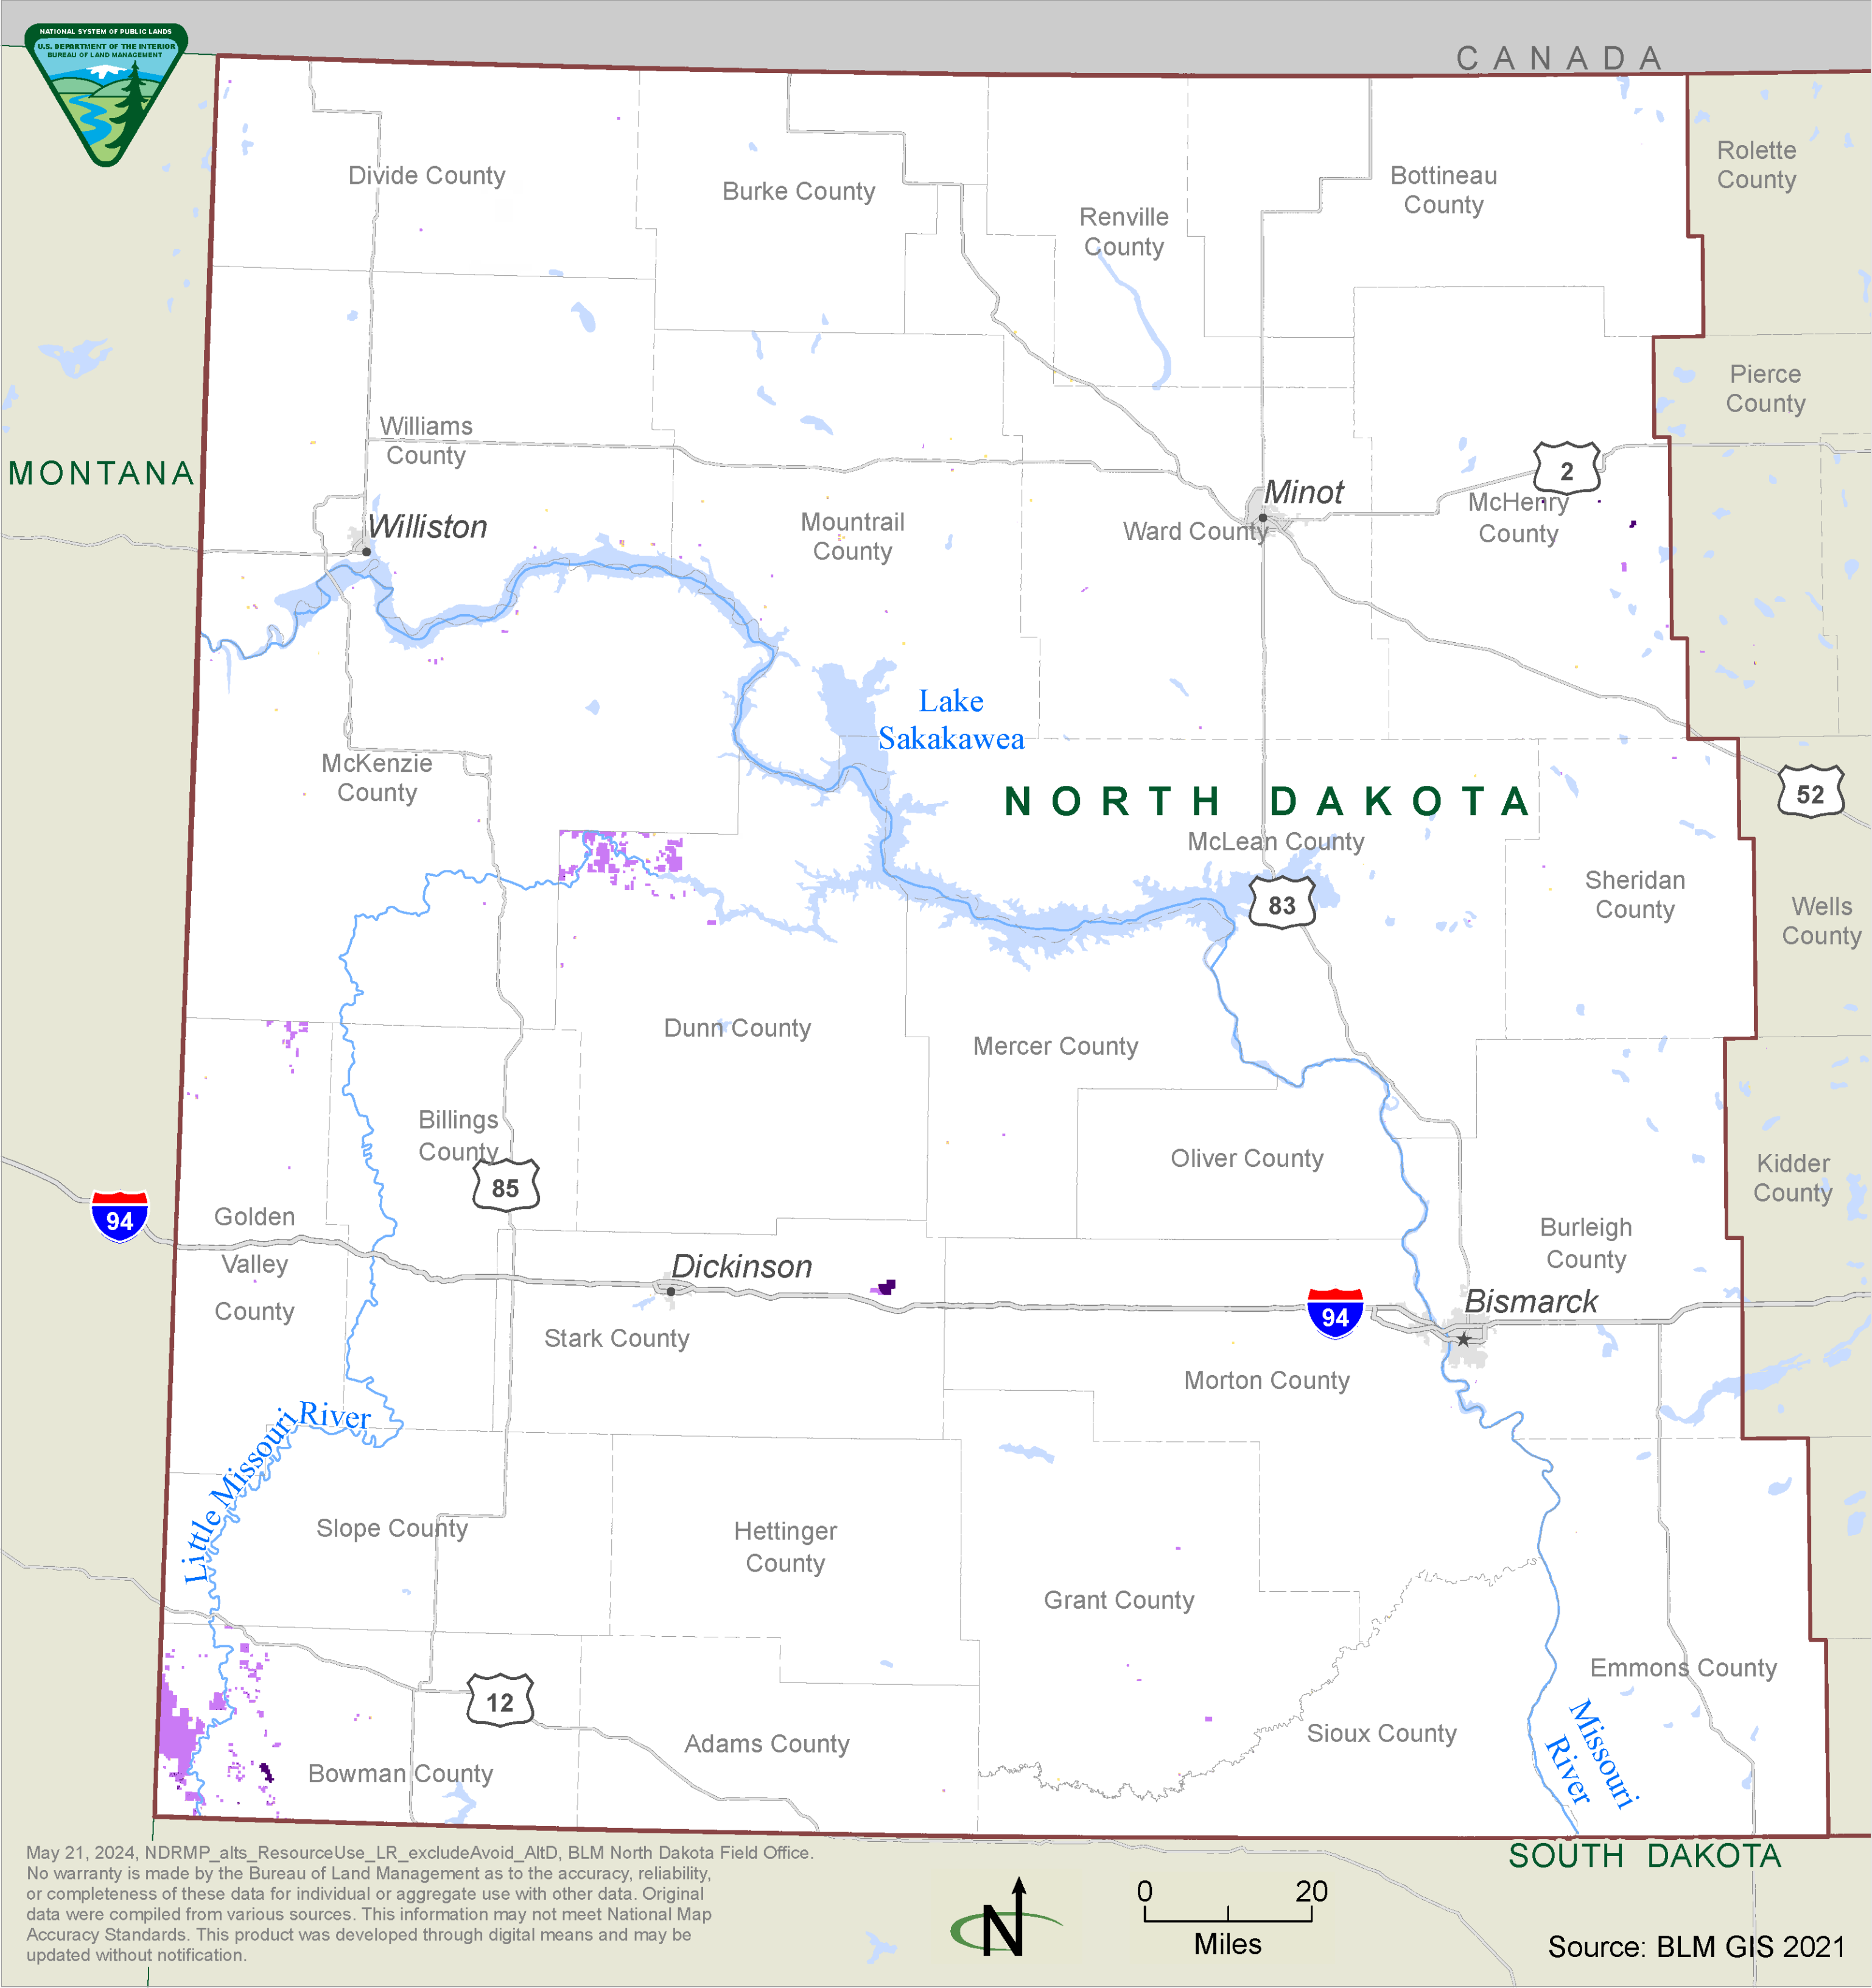 NATIONAL SYSTEM OF PUBLIC LANDS
U.S. DEPARTMENT OF THE INTERIOR
BUREAU OF LAND MANAGEMENT
CANADA
Rolette
County
Divide County
Burke County
Bottineau
County
Renville
County
Pierce
County
Williams
County
MONTANA
2
Minot
McHenry
County
Williston
Mountrail
County
Ward County
Lake
Sakakawea
McKenzie
County
NORTH DAKOTA
52
McLean County
83
Sheridan
County
Wells
County
Dunn County
Mercer County
Billings
County
85
Oliver County
Kidder
County
94
Golden
Valley
County
Burleigh
County
Dickinson
94
Bismarck
Stark County
Morton County
Little Missouri River
Slope County
Hettinger
County
Grant County
Emmons County
12
Adams County
Sioux County
Missouri
River
Bowman County
SOUTH DAKOTA
May 21, 2024, NDRMP_alts_ResourceUse_LR_excludeAvoid_AltD, BLM North Dakota Field Office.
No warranty is made by the Bureau of Land Management as to the accuracy, reliability,
or completeness of these data for individual or aggregate use with other data. Original
data were compiled from various sources. This information may not meet National Map
Accuracy Standards. This product was developed through digital means and may be
updated without notification.
N
0 20
Miles
Source: BLM GIS 2021